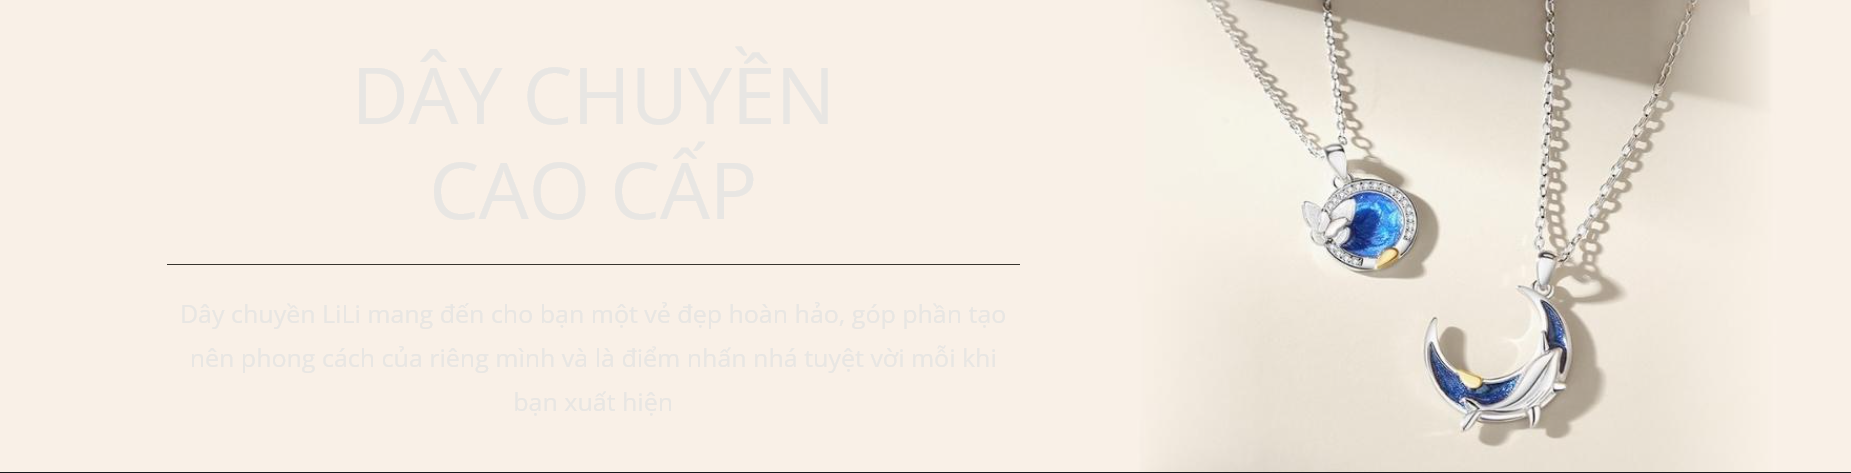 DÂY CHUYỀN
CAO CẤP
Dây chuyền LiLi mang đến cho bạn một vẻ đẹp hoàn hảo, góp phần tạo
nên phong cách của riêng mình và là điểm nhấn nhá tuyệt vời mỗi khi
bạn xuất hiện